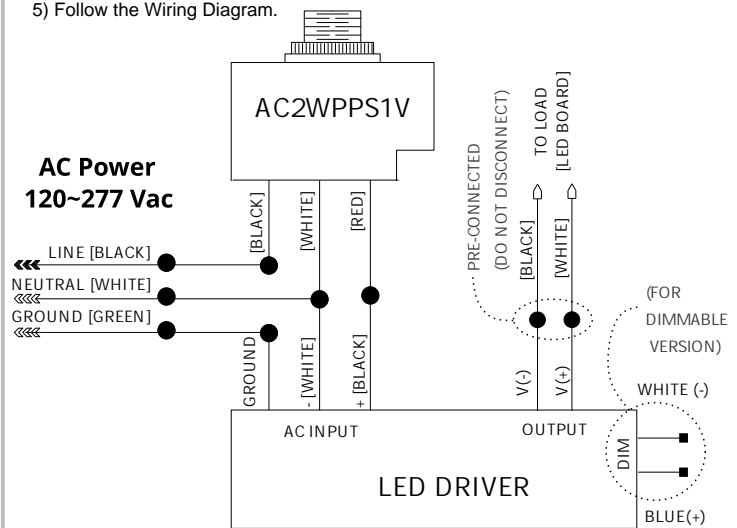 5) Follow the Wiring Diagram.
AC2WPPS1V
AC Power
120~277 Vac
[BLACK]
[WHITE]
[RED]
LINE [BLACK]
NEUTRAL [WHITE]
GROUND [GREEN]
GROUND
- [WHITE]
+ [BLACK]
PRE-CONNECTED
(DO NOT DISCONNECT)
TO LOAD
[LED BOARD]
[BLACK]
[WHITE]
V(-)
V(+)
(FOR
DIMMABLE
VERSION)
WHITE (-)
AC INPUT
OUTPUT
DIM
LED DRIVER
BLUE(+)